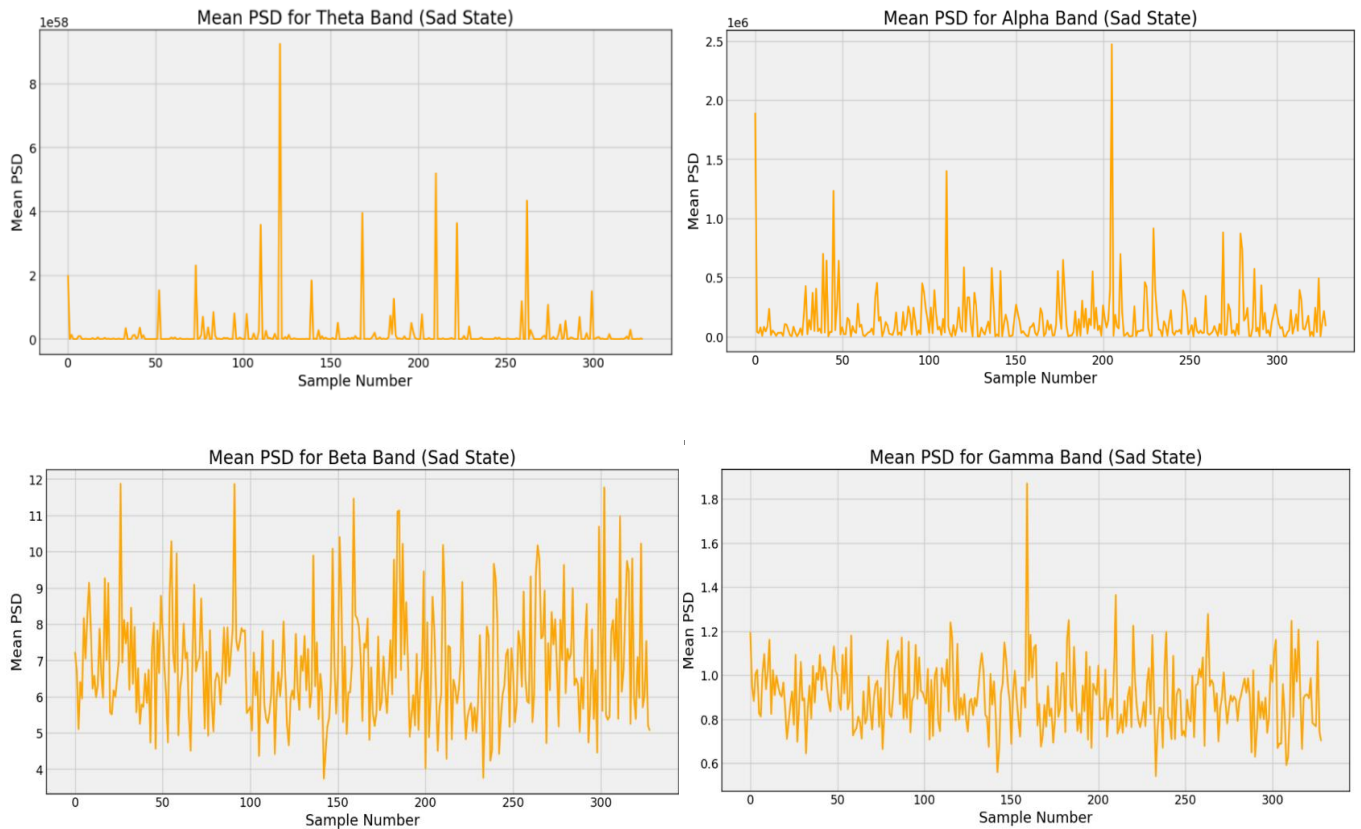 Mean PSD for Theta Band (Sad State)
1e58
8
6
4
2
0
Mean PSD
0 50 100 150 200 250 300
Sample Number
Mean PSD for Alpha Band (Sad State)
1e6
2.5
2.0
1.5
1.0
0.5
0.0
Mean PSD
0 50 100 150 200 250 300
Sample Number
Mean PSD for Beta Band (Sad State)
12
11
10
9
8
7
6
5
4
Mean PSD
0 50 100 150 200 250 300
Sample Number
Mean PSD for Gamma Band (Sad State)
1.8
1.6
1.4
1.2
1.0
0.8
0.6
Mean PSD
0 50 100 150 200 250 300
Sample Number